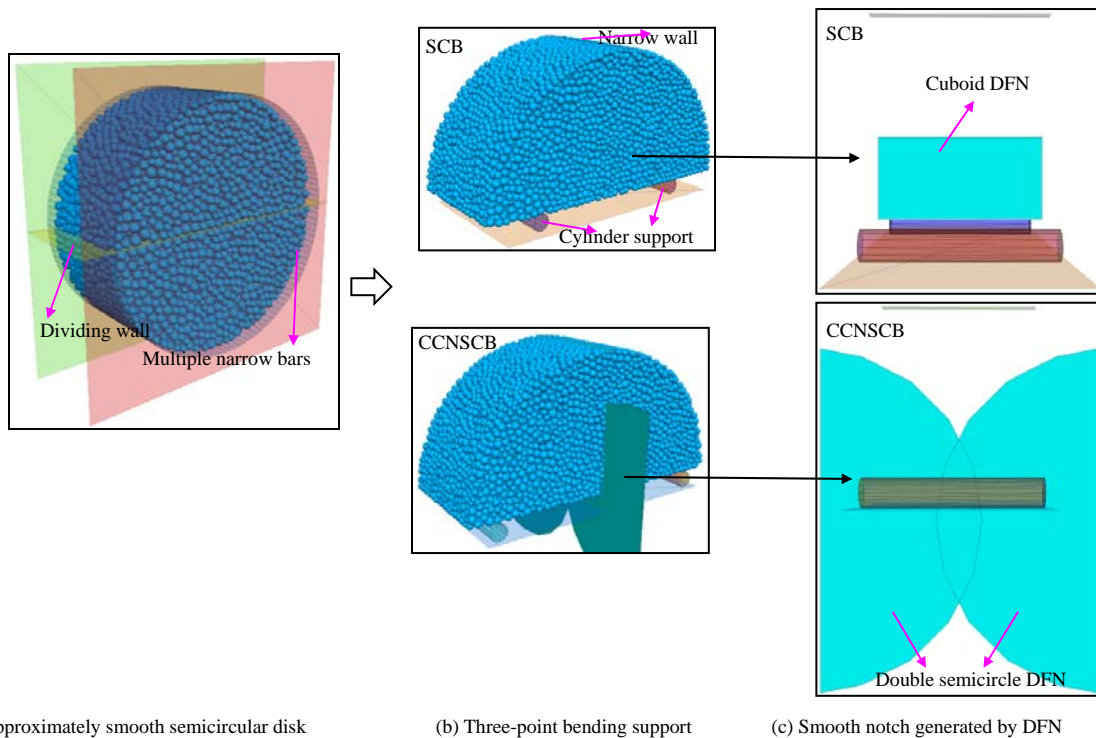 Dividing wall
Multiple narrow bars
SCB
Narrow wall
Cylinder support
CCNSCB
SCB
Cuboid DFN
CCNSCB
Double semicircle DFN
approximately smooth semicircular disk
(b) Three-point bending support
(c) Smooth notch generated by DFN